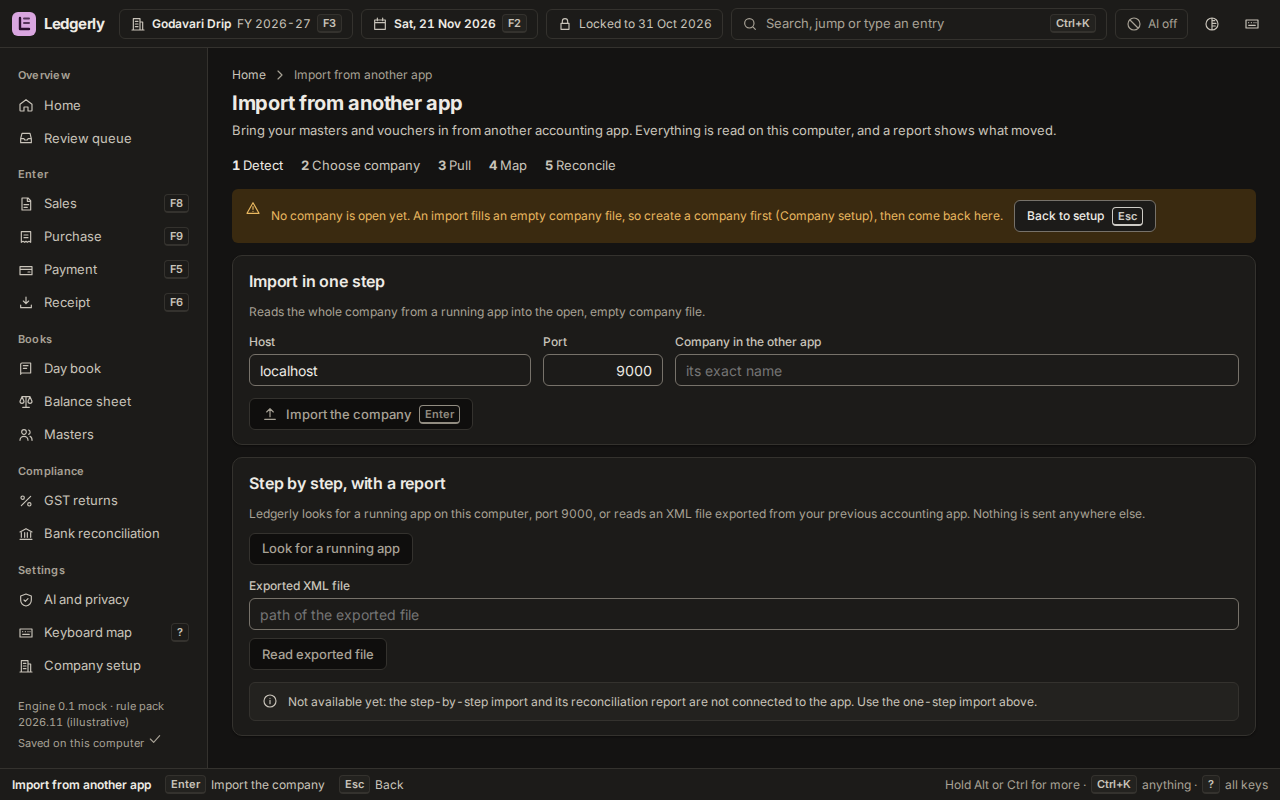 Ledgerly
Godavari Drip FY 2026-27 F3
Sat, 21 Nov 2026 F2
Locked to 31 Oct 2026
Search, jump or type an entry Ctrl+K
AI off
Overview
Home
Review queue
Enter
Sales F8
Purchase F9
Payment F5
Receipt F6
Books
Day book
Balance sheet
Masters
Compliance
GST returns
Bank reconciliation
Settings
AI and privacy
Keyboard map ?
Company setup
Engine 0.1 mock · rule pack
2026.11 (illustrative)
Saved on this computer
Home > Import from another app
Import from another app
Bring your masters and vouchers in from another accounting app. Everything is read on this computer, and a report shows what moved.
1 Detect 2 Choose company 3 Pull 4 Map 5 Reconcile
No company is open yet. An import fills an empty company file, so create a company first (Company setup), then come back here. Back to setup Esc
Import in one step
Reads the whole company from a running app into the open, empty company file.
Host Port Company in the other app
localhost 9000 its exact name
Import the company Enter
Step by step, with a report
Ledgerly looks for a running app on this computer, port 9000, or reads an XML file exported from your previous accounting app. Nothing is sent anywhere else.
Look for a running app
Exported XML file
path of the exported file
Read exported file
Not available yet: the step-by-step import and its reconciliation report are not connected to the app. Use the one-step import above.
Import from another app Enter Import the company Esc Back
Hold Alt or Ctrl for more · Ctrl+K anything · ? all keys